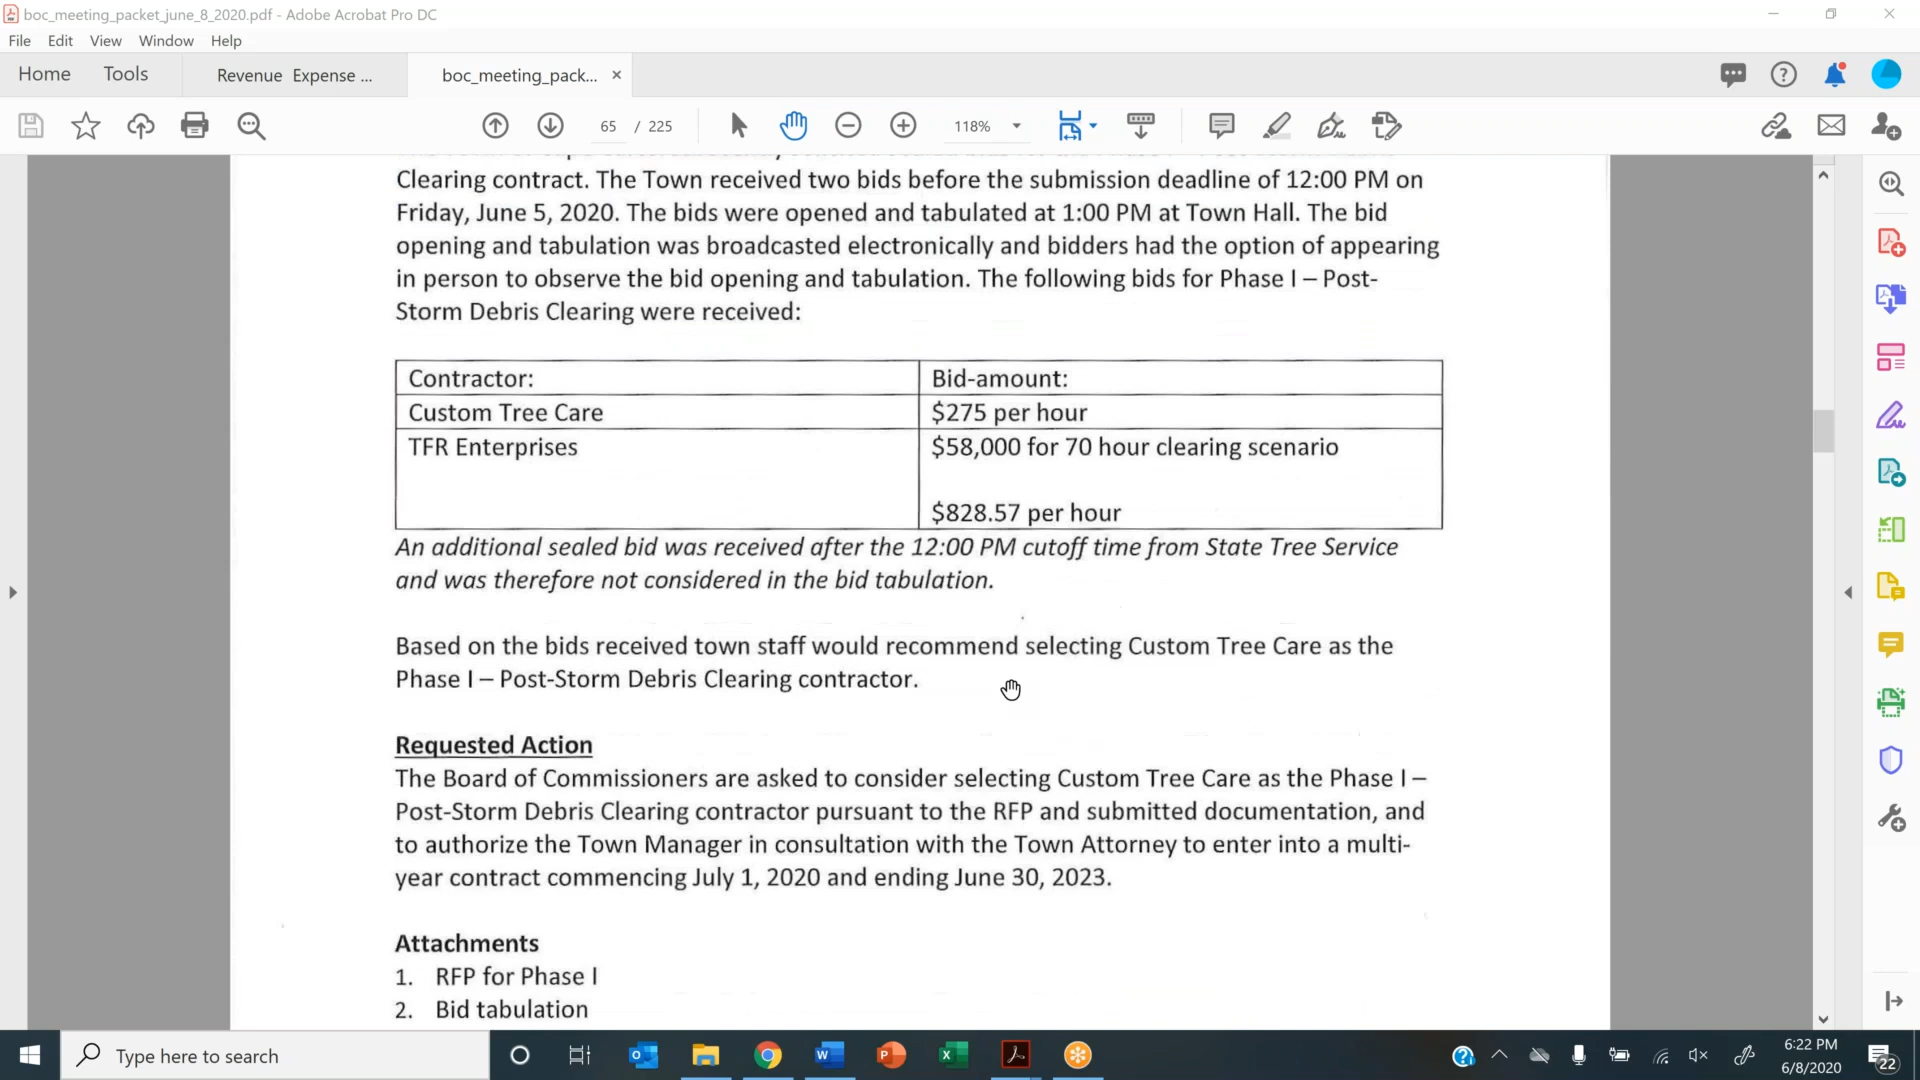 boc_meeting_packet_june_8_2020.pdf - Adobe Acrobat Pro DC
File Edit View Window Help
Home Tools Revenue Expense ... boc_meeting_pack... ×
65 / 225 118%
Clearing contract. The Town received two bids before the submission deadline of 12:00 PM on
Friday, June 5, 2020. The bids were opened and tabulated at 1:00 PM at Town Hall. The bid
opening and tabulation was broadcasted electronically and bidders had the option of appearing
in person to observe the bid opening and tabulation. The following bids for Phase I – Post-
Storm Debris Clearing were received:
Contractor: Bid-amount:
Custom Tree Care $275 per hour
TFR Enterprises $58,000 for 70 hour clearing scenario
$828.57 per hour
An additional sealed bid was received after the 12:00 PM cutoff time from State Tree Service
and was therefore not considered in the bid tabulation.
Based on the bids received town staff would recommend selecting Custom Tree Care as the
Phase I – Post-Storm Debris Clearing contractor.
Requested Action
The Board of Commissioners are asked to consider selecting Custom Tree Care as the Phase I –
Post-Storm Debris Clearing contractor pursuant to the RFP and submitted documentation, and
to authorize the Town Manager in consultation with the Town Attorney to enter into a multi-
year contract commencing July 1, 2020 and ending June 30, 2023.
Attachments
1. RFP for Phase I
2. Bid tabulation
Type here to search
6:22 PM
6/8/2020
22